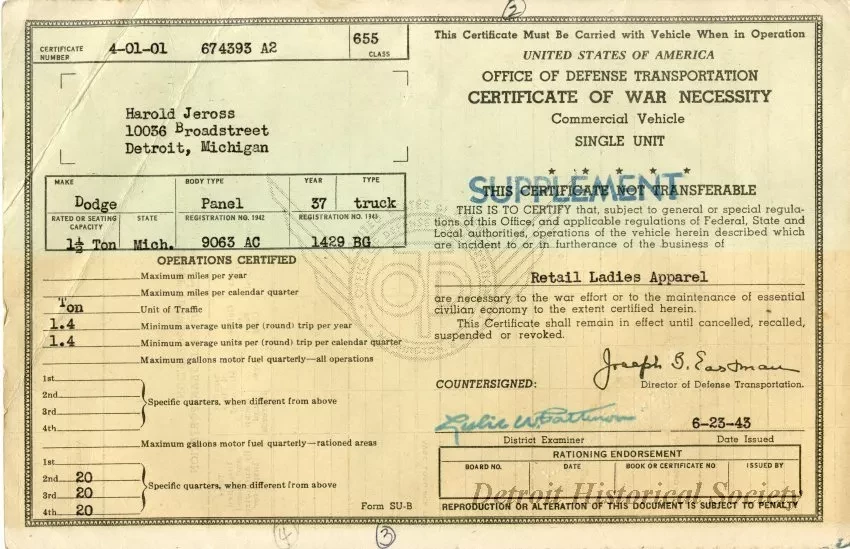 2
CERTIFICATE NUMBER 4-01-01 674393 A2 655 CLASS
Harold Jeross
10036 Broadstreet
Detroit, Michigan
MAKE BODY TYPE YEAR TYPE
Dodge Panel 37 truck
RATED OR SEATING CAPACITY STATE REGISTRATION NO. 1942 REGISTRATION NO. 1943
1½ Ton Mich. 9063 AC 1429 BG
OPERATIONS CERTIFIED
Maximum miles per year
Maximum miles per calendar quarter
Ton Unit of Traffic
1.4 Minimum average units per (round) trip per year
1.4 Minimum average units per (round) trip per calendar quarter
Maximum gallons motor fuel quarterly—all operations
1st
2nd
3rd
4th
Specific quarters, when different from above
Maximum gallons motor fuel quarterly—rationed areas
1st
2nd 20
3rd 20
4th 20
Specific quarters, when different from above
Form SU-B
This Certificate Must Be Carried with Vehicle When in Operation
UNITED STATES OF AMERICA
OFFICE OF DEFENSE TRANSPORTATION
CERTIFICATE OF WAR NECESSITY
Commercial Vehicle
SINGLE UNIT
SUPPLEMENT
THIS CERTIFICATE NOT TRANSFERABLE
THIS IS TO CERTIFY that, subject to general or special regula-
tions of this Office, and applicable regulations of Federal, State and
Local authorities, operations of the vehicle herein described which
are incident to or in furtherance of the business of
Retail Ladies Apparel
are necessary to the war effort or to the maintenance of essential
civilian economy to the extent certified herein.
This Certificate shall remain in effect until cancelled, recalled,
suspended or revoked.
Joseph B. Eastman
COUNTERSIGNED: Director of Defense Transportation.
Leslie W. Patterson 6-23-43
District Examiner Date Issued
RATIONING ENDORSEMENT
BOARD NO. DATE BOOK OR CERTIFICATE NO ISSUED BY
Detroit Historical Society
REPRODUCTION OR ALTERATION OF THIS DOCUMENT IS SUBJECT TO PENALTY
4 3